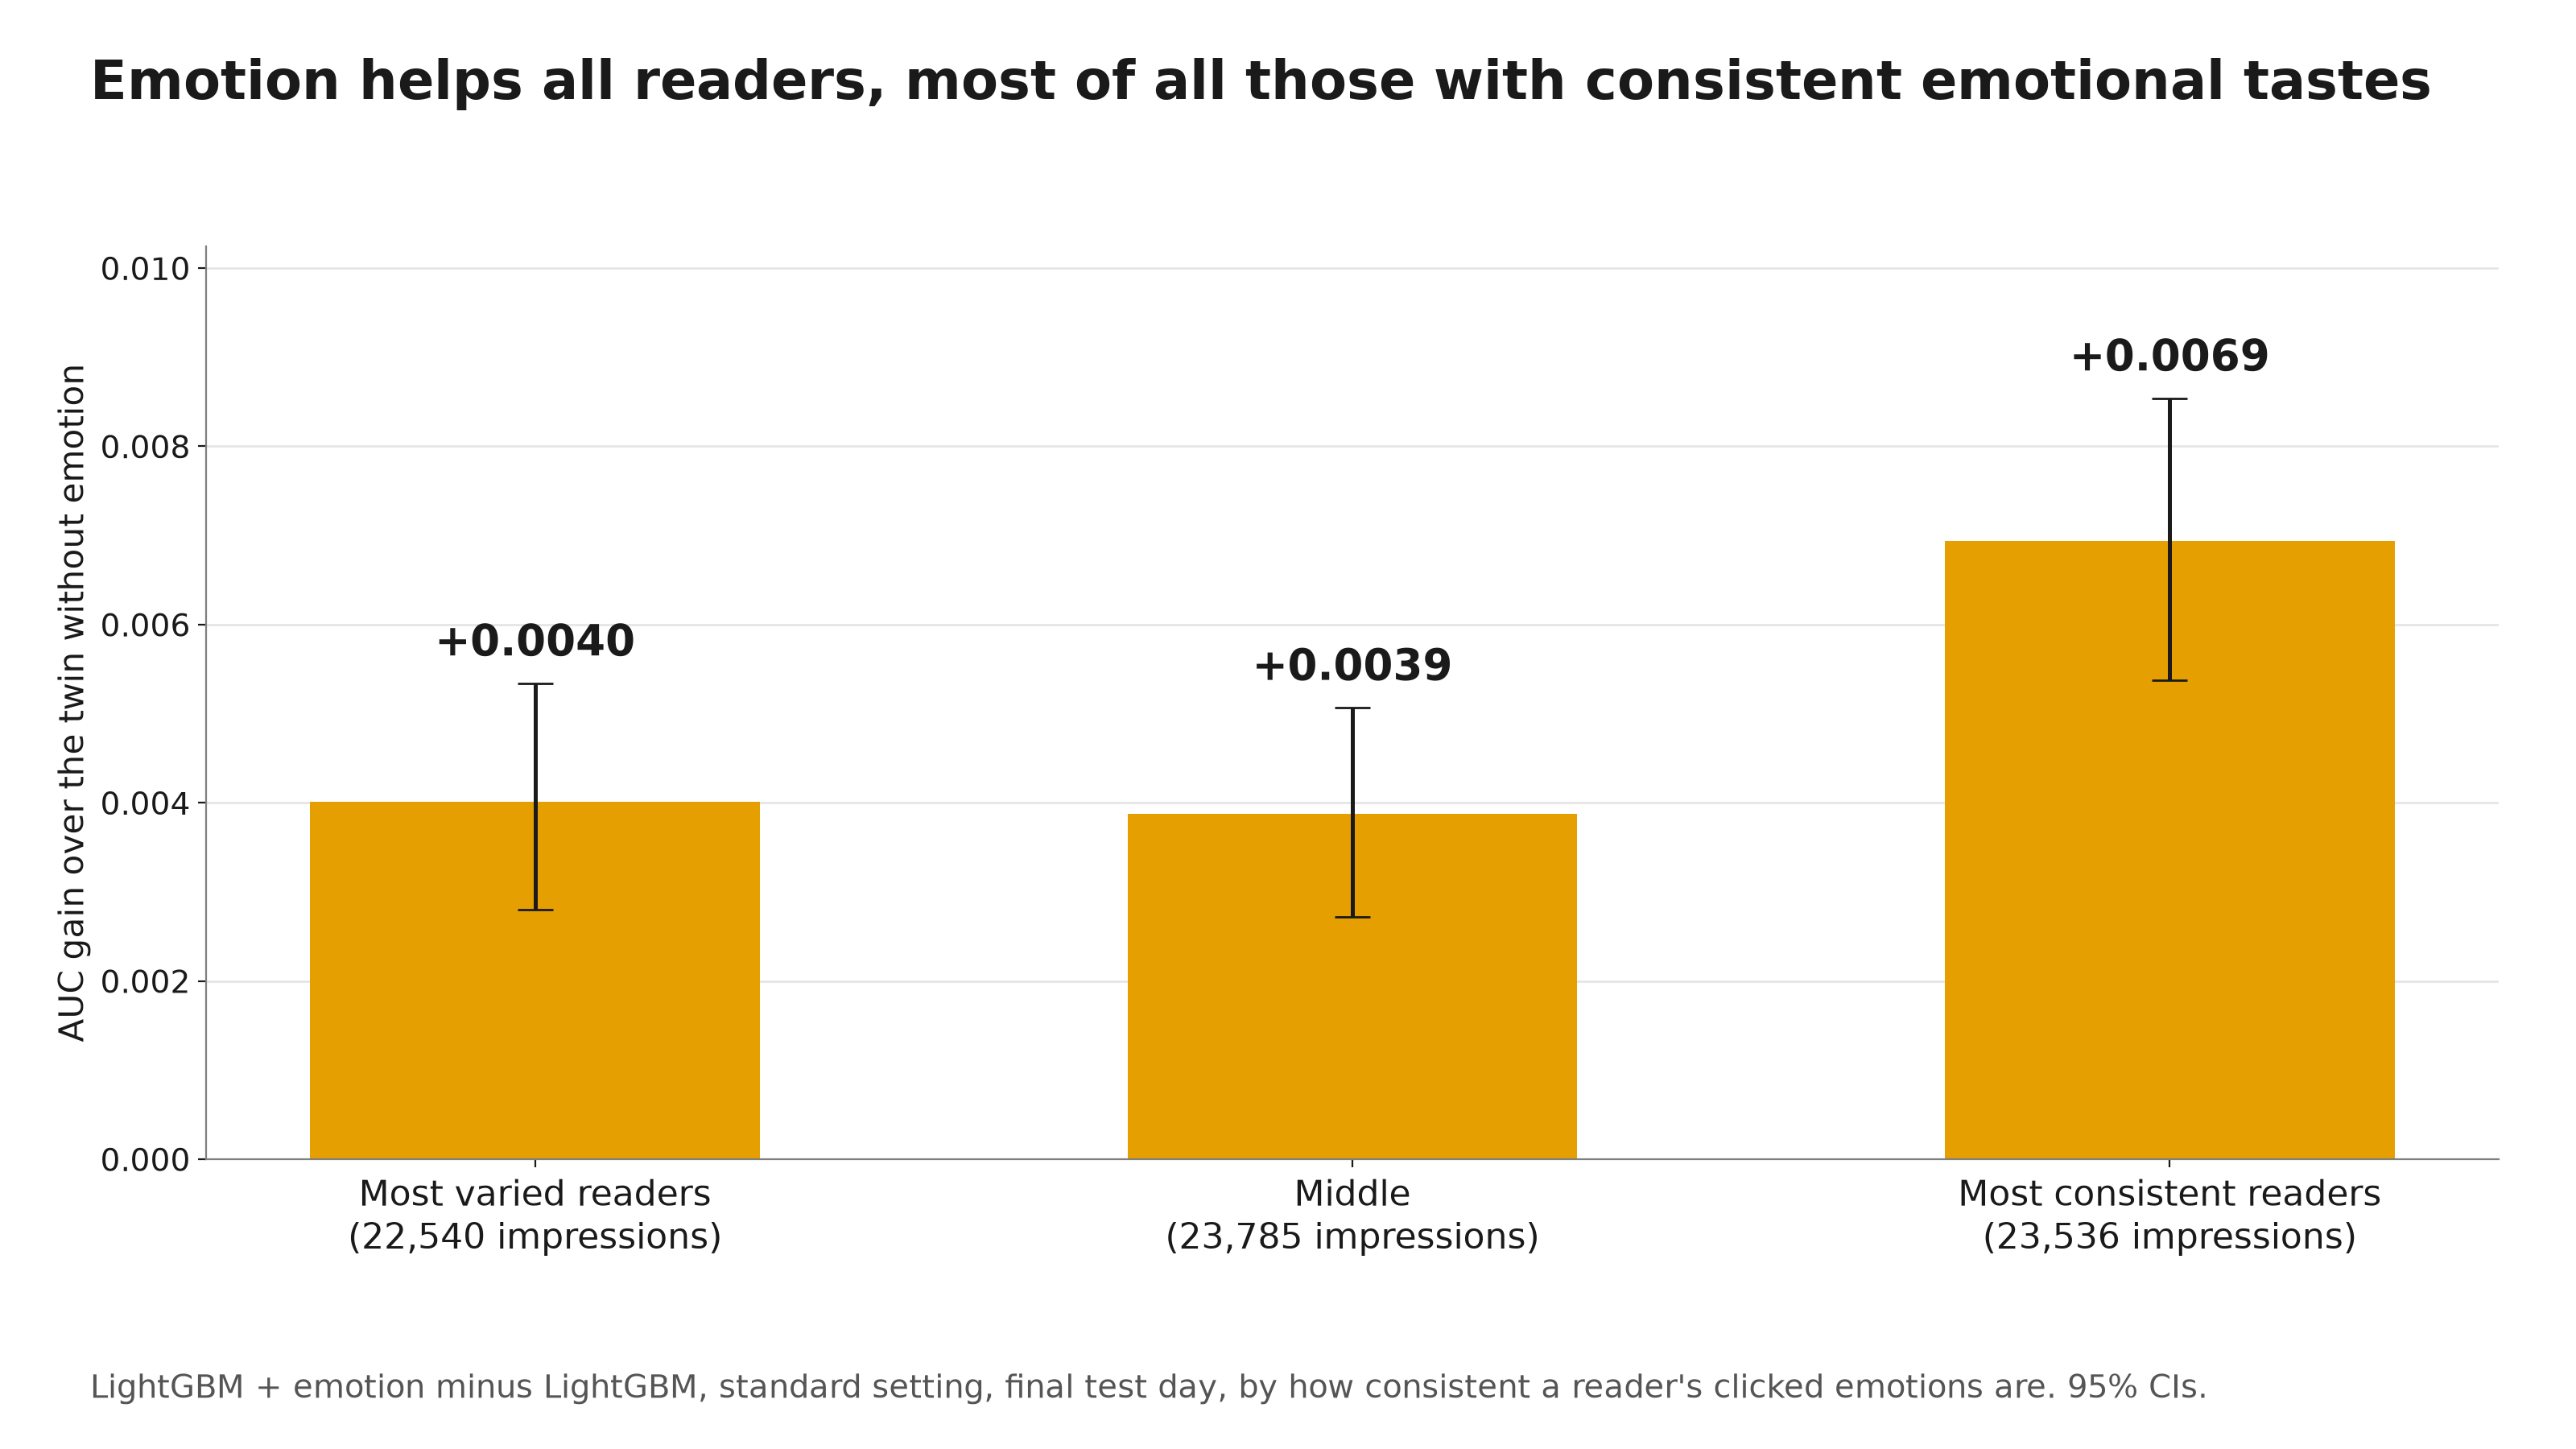 Emotion helps all readers, most of all those with consistent emotional tastes
AUC gain over the twin without emotion
0.010
0.008
0.006
0.004
0.002
0.000
+0.0040
+0.0039
+0.0069
Most varied readers
(22,540 impressions)
Middle
(23,785 impressions)
Most consistent readers
(23,536 impressions)
LightGBM + emotion minus LightGBM, standard setting, final test day, by how consistent a reader's clicked emotions are. 95% CIs.